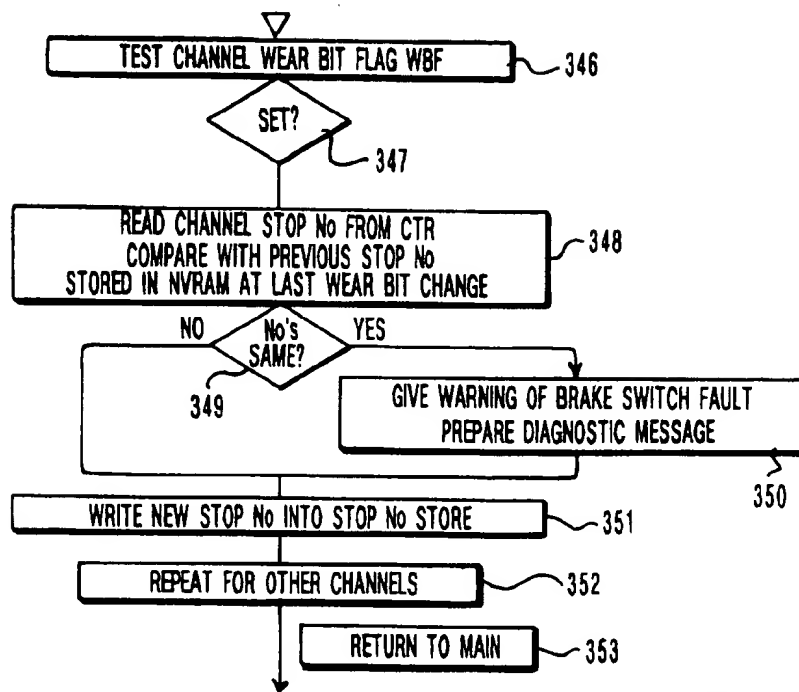 TEST CHANNEL WEAR BIT FLAG WBF
346
SET?
347
READ CHANNEL STOP No FROM CTR
COMPARE WITH PREVIOUS STOP No
STORED IN NVRAM AT LAST WEAR BIT CHANGE
348
NO
No's
SAME?
YES
349
GIVE WARNING OF BRAKE SWITCH FAULT
PREPARE DIAGNOSTIC MESSAGE
350
WRITE NEW STOP No INTO STOP No STORE
351
REPEAT FOR OTHER CHANNELS
352
RETURN TO MAIN
353